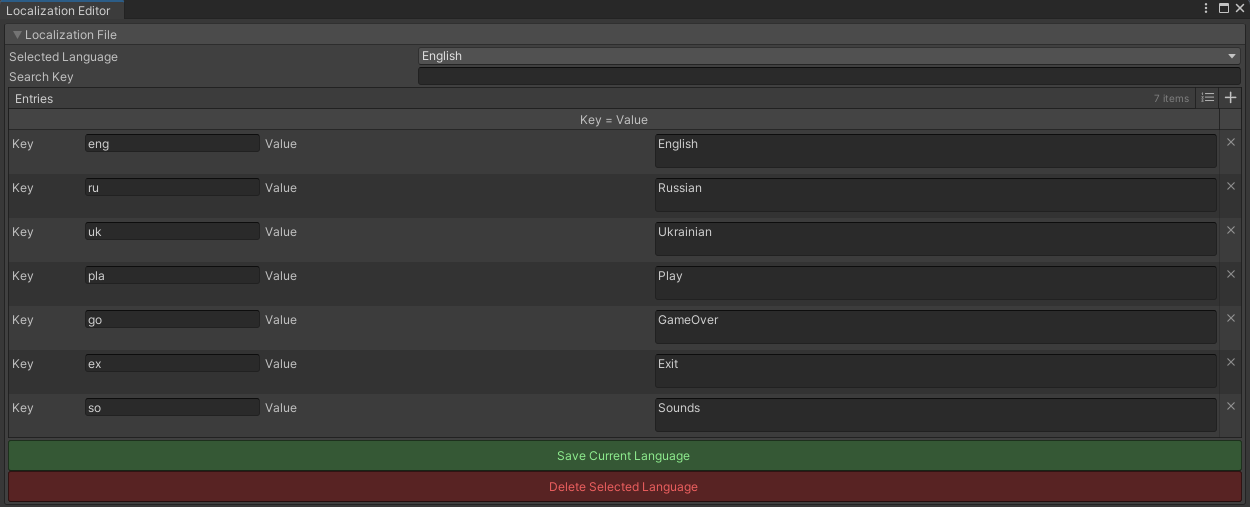 Localization Editor
Localization File
Selected Language English
Search Key
Entries 7 items
Key = Value
Key eng Value English
Key ru Value Russian
Key uk Value Ukrainian
Key pla Value Play
Key go Value GameOver
Key ex Value Exit
Key so Value Sounds
Save Current Language
Delete Selected Language